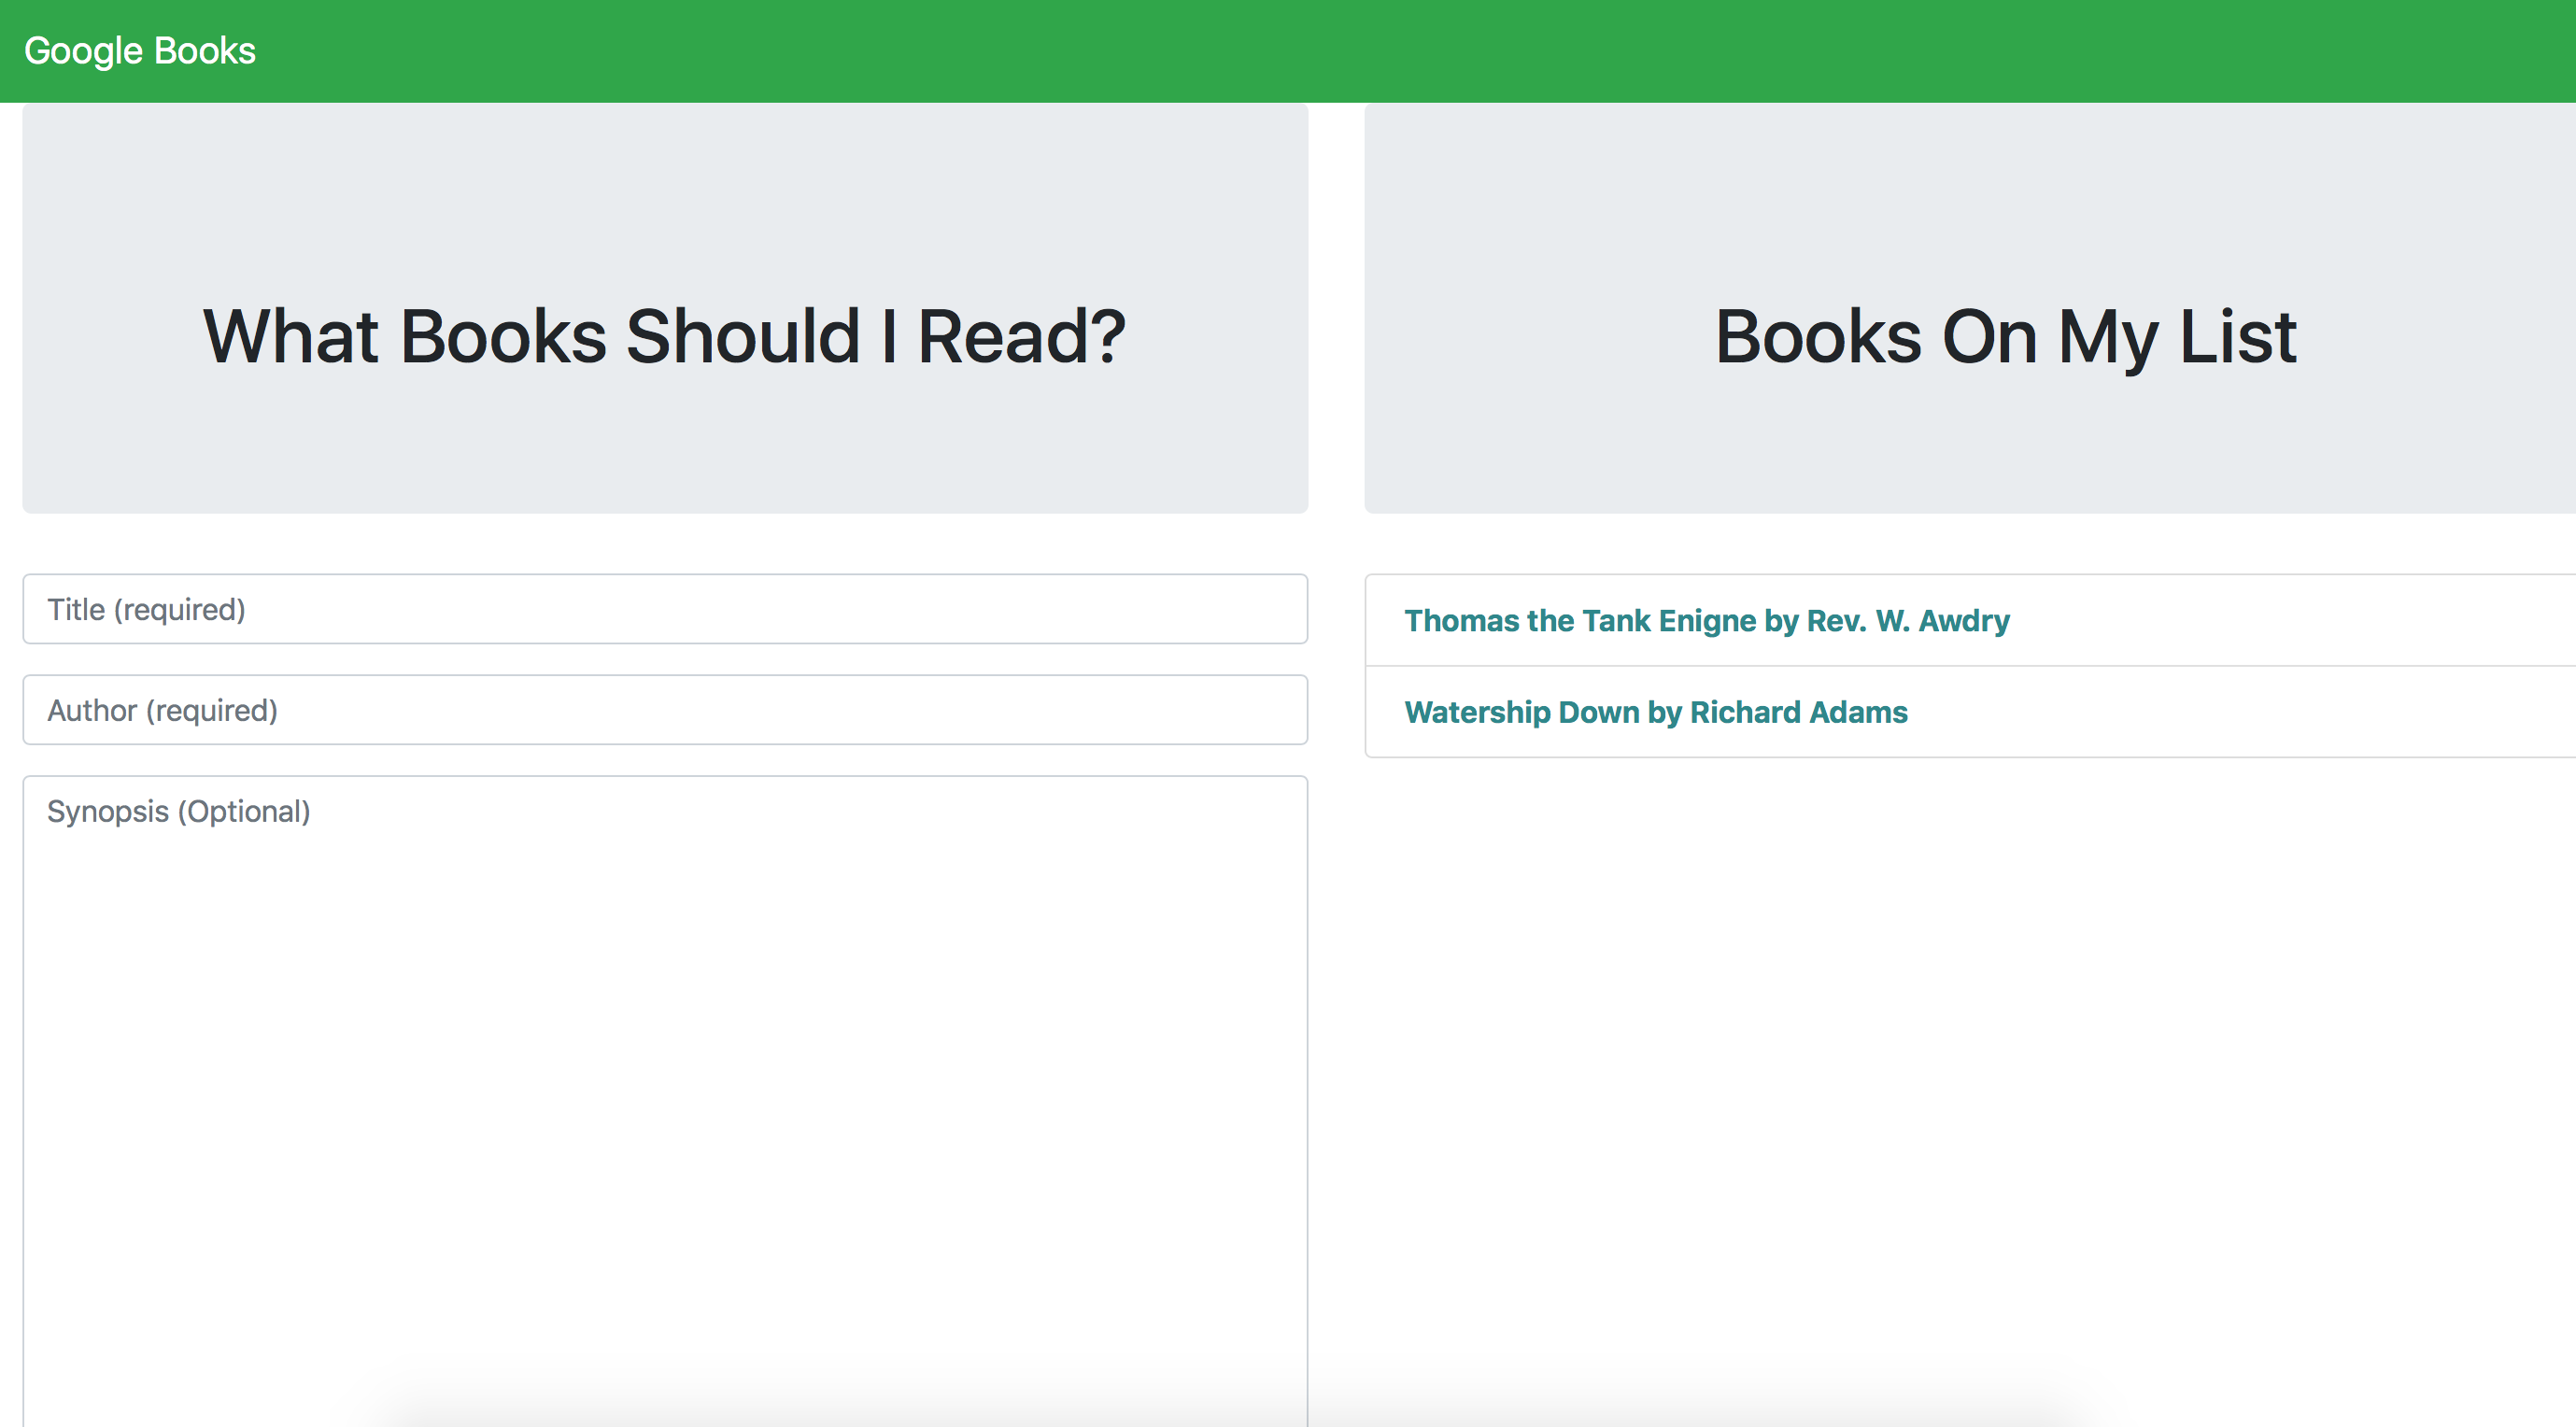 Google Books
What Books Should I Read?
Books On My List
Title (required)
Author (required)
Synopsis (Optional)
Thomas the Tank Enigne by Rev. W. Awdry
Watership Down by Richard Adams